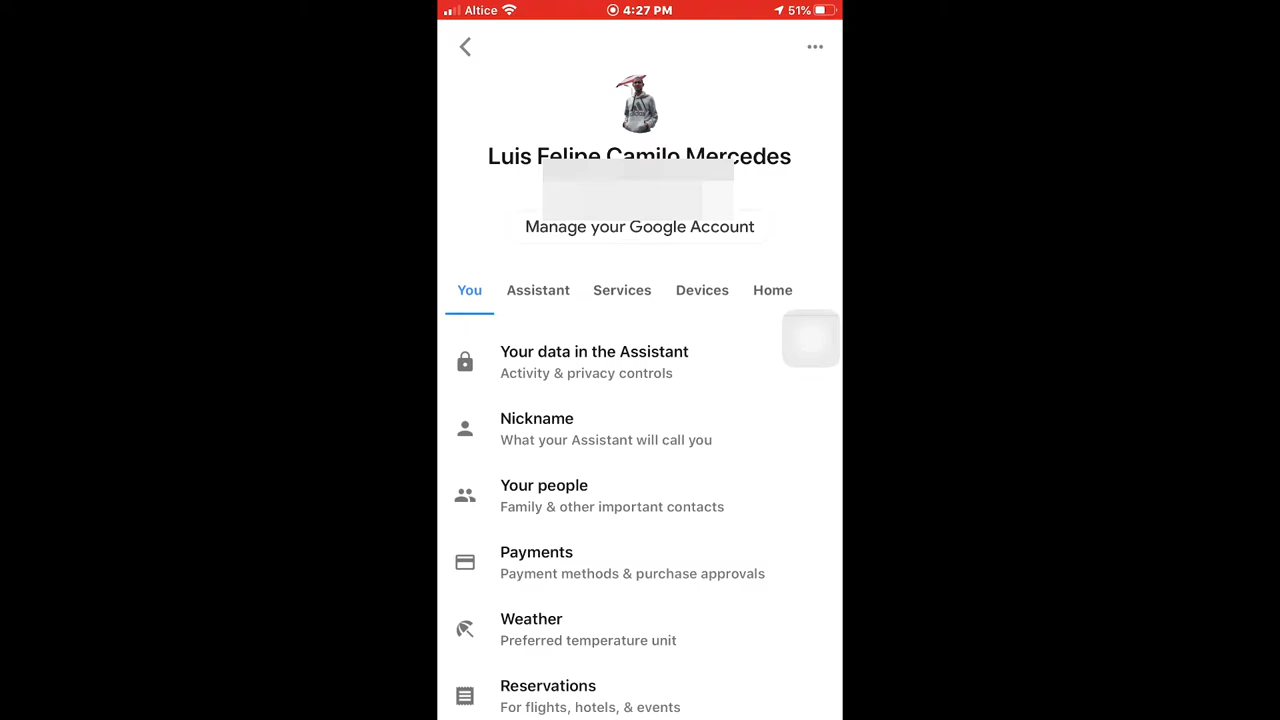 Altice 4:27 PM 51%
Luis Felipe Camilo Mercedes
Manage your Google Account
You Assistant Services Devices Home
Your data in the Assistant
Activity & privacy controls
Nickname
What your Assistant will call you
Your people
Family & other important contacts
Payments
Payment methods & purchase approvals
Weather
Preferred temperature unit
Reservations
For flights, hotels, & events